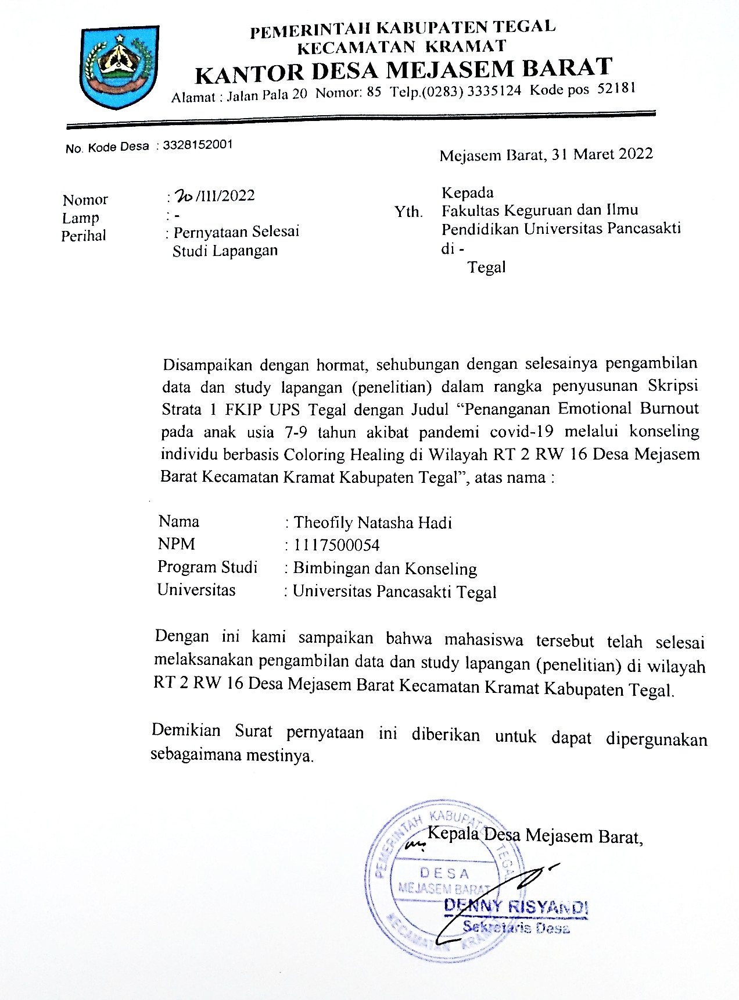 PEMERINTAH KABUPATEN TEGAL
KECAMATAN KRAMAT
KANTOR DESA MEJASEM BARAT
Alamat : Jalan Pala 20 Nomor: 85 Telp.(0283) 3335124 Kode pos 52181
No. Kode Desa : 3328152001
Mejasem Barat, 31 Maret 2022
Nomor : 70/III/2022
Lamp : -
Perihal : Pernyataan Selesai
Studi Lapangan
Kepada
Yth. Fakultas Keguruan dan Ilmu
Pendidikan Universitas Pancasakti
di -
Tegal
Disampaikan dengan hormat, sehubungan dengan selesainya pengambilan
data dan study lapangan (penelitian) dalam rangka penyusunan Skripsi
Strata 1 FKIP UPS Tegal dengan Judul “Penanganan Emotional Burnout
pada anak usia 7-9 tahun akibat pandemi covid-19 melalui konseling
individu berbasis Coloring Healing di Wilayah RT 2 RW 16 Desa Mejasem
Barat Kecamatan Kramat Kabupaten Tegal”, atas nama :
Nama : Theofily Natasha Hadi
NPM : 1117500054
Program Studi : Bimbingan dan Konseling
Universitas : Universitas Pancasakti Tegal
Dengan ini kami sampaikan bahwa mahasiswa tersebut telah selesai
melaksanakan pengambilan data dan study lapangan (penelitian) di wilayah
RT 2 RW 16 Desa Mejasem Barat Kecamatan Kramat Kabupaten Tegal.
Demikian Surat pernyataan ini diberikan untuk dapat dipergunakan
sebagaimana mestinya.
Kepala Desa Mejasem Barat,
PEMERINTAH KABUPATEN TEGAL
DESA
MEJASEM BARAT
KECAMATAN KRAMAT
DENNY RISYANDI
Sekretaris Desa